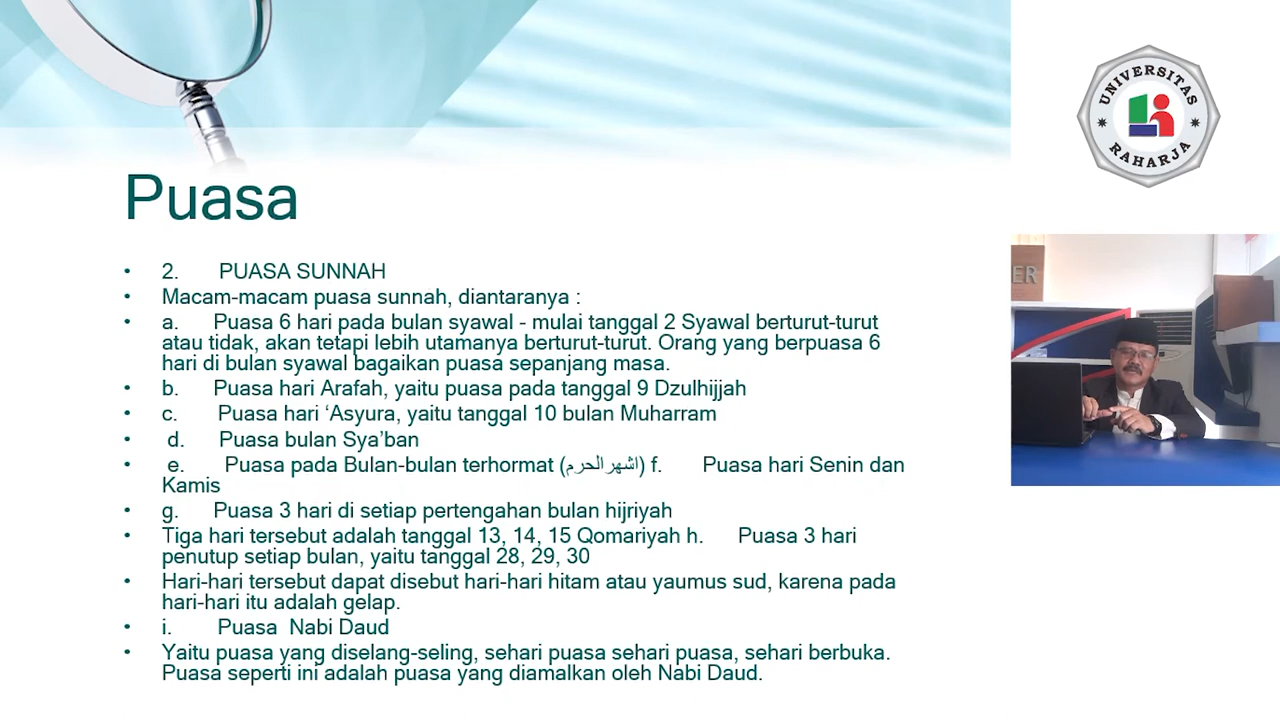 UNIVERSITAS
RAHARJA
ER
Puasa
• 2. PUASA SUNNAH
• Macam-macam puasa sunnah, diantaranya :
• a. Puasa 6 hari pada bulan syawal - mulai tanggal 2 Syawal berturut-turut
atau tidak, akan tetapi lebih utamanya berturut-turut. Orang yang berpuasa 6
hari di bulan syawal bagaikan puasa sepanjang masa.
• b. Puasa hari Arafah, yaitu puasa pada tanggal 9 Dzulhijjah
• c. Puasa hari ‘Asyura, yaitu tanggal 10 bulan Muharram
• d. Puasa bulan Sya’ban
• e. Puasa pada Bulan-bulan terhormat (اشهرالحرم) f. Puasa hari Senin dan
Kamis
• g. Puasa 3 hari di setiap pertengahan bulan hijriyah
• Tiga hari tersebut adalah tanggal 13, 14, 15 Qomariyah h. Puasa 3 hari
penutup setiap bulan, yaitu tanggal 28, 29, 30
• Hari-hari tersebut dapat disebut hari-hari hitam atau yaumus sud, karena pada
hari-hari itu adalah gelap.
• i. Puasa Nabi Daud
• Yaitu puasa yang diselang-seling, sehari puasa sehari puasa, sehari berbuka.
Puasa seperti ini adalah puasa yang diamalkan oleh Nabi Daud.